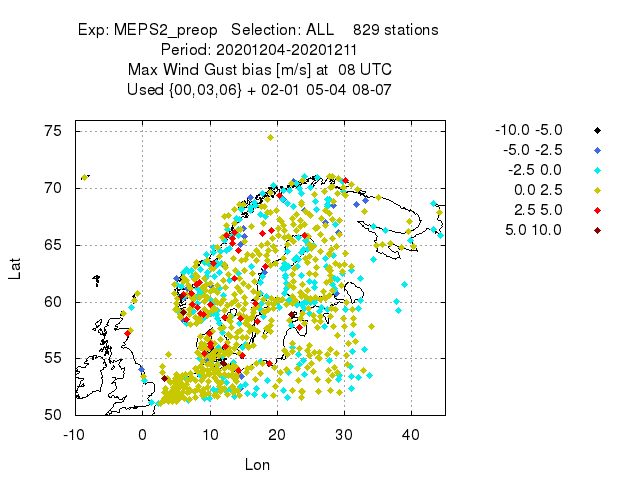 Exp: MEPS2_preop   Selection: ALL    829 stations
Period: 20201204-20201211
Max Wind Gust bias [m/s] at  08 UTC
Used {00,03,06} + 02-01 05-04 08-07
-10.0 -5.0
-5.0 -2.5
-2.5 0.0
0.0 2.5
2.5 5.0
5.0 10.0
75
70
65
60
55
50
Lat
-10 0 10 20 30 40
Lon